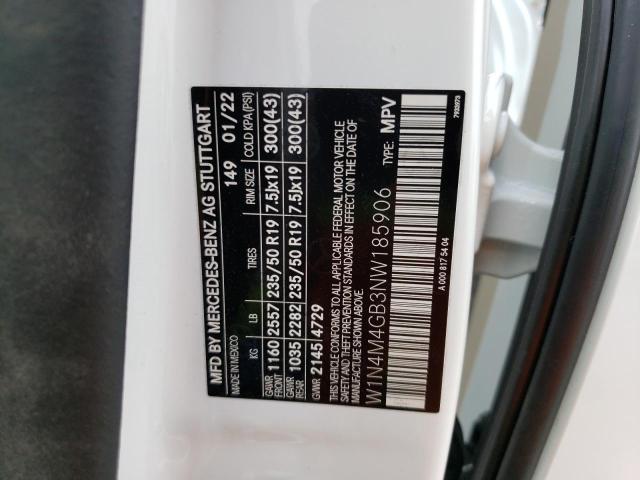 MFD BY MERCEDES-BENZ AG STUTTGART
MADE IN MEXICO 149 01/22
KG LB TIRES RIM SIZE COLD KPA (PSI)
GAWR FRONT 1160 2557 235/50 R19 7.5Jx19 300(43)
GAWR REAR 1035 2282 235/50 R19 7.5Jx19 300(43)
GVWR 2145 4729
THIS VEHICLE CONFORMS TO ALL APPLICABLE FEDERAL MOTOR VEHICLE
SAFETY AND THEFT PREVENTION STANDARDS IN EFFECT ON THE DATE OF
MANUFACTURE SHOWN ABOVE.
TYPE: MPV
W1N4M4GB3NW185906
A 000 817 54 04
7933973